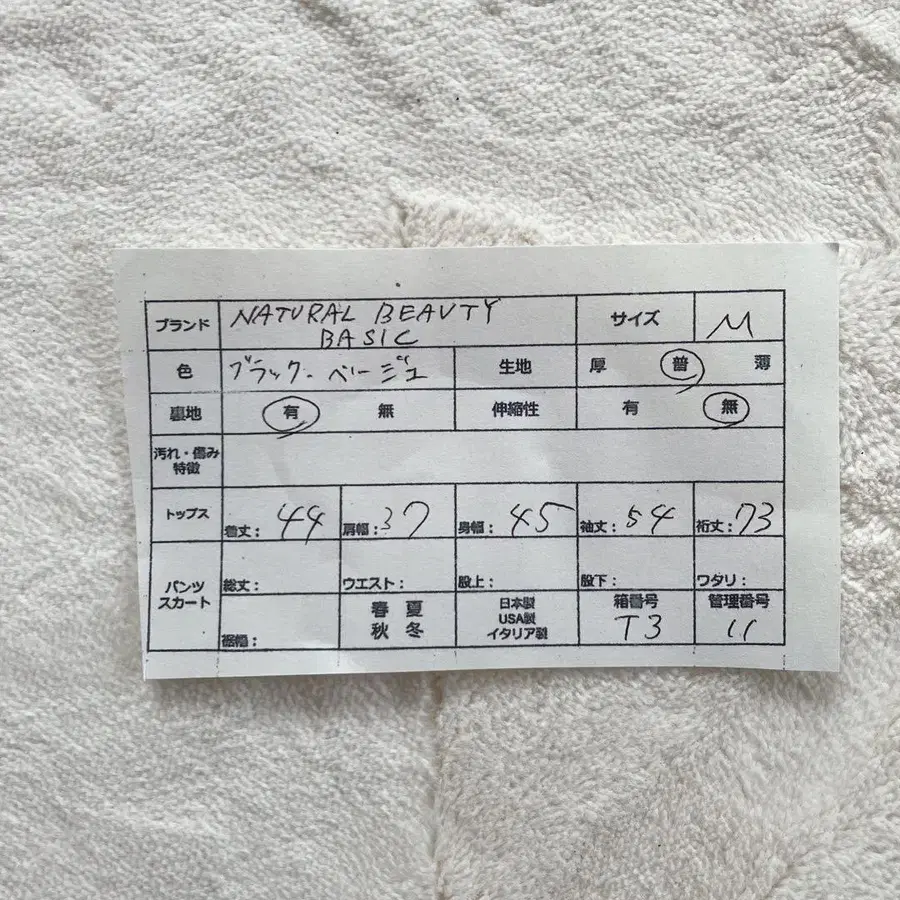 ブランド NATURAL BEAUTY BASIC サイズ M
色 ブラック・ベージュ 生地 厚 普 薄
裏地 有 無 伸縮性 有 無
汚れ・傷み
特徴
トップス 着丈: 44 肩幅: 37 身幅: 45 袖丈: 54 裄丈: 73
パンツ
スカート
総丈: ウエスト: 股上: 股下: ワタリ:
裾幅:
春 夏
秋 冬
日本製
USA製
イタリア製
箱番号
T3
管理番号
11